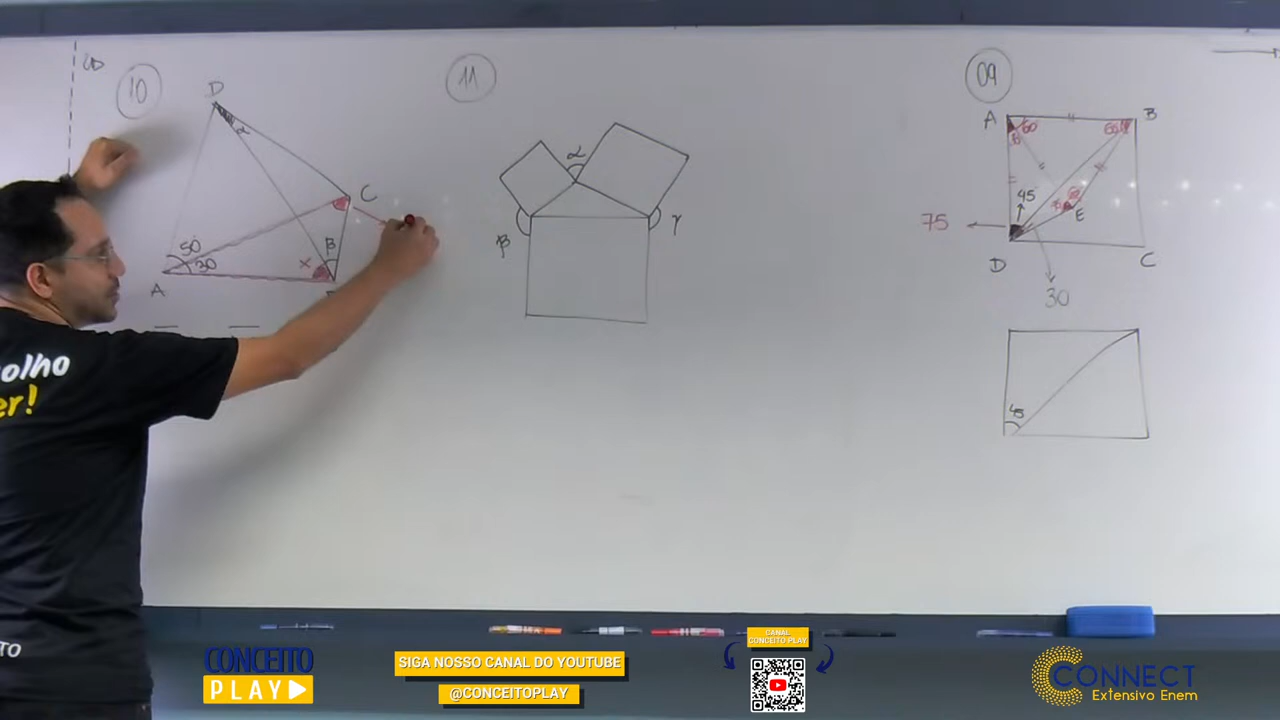 10
D
α
C
50
30
A
x
β
11
α
β
γ
09
A
60
B
60
75
45
E
D
C
30
45
olho
er!
TO
CONCEITO
PLAY
SIGA NOSSO CANAL DO YOUTUBE
@CONCEITOPLAY
CANAL
CONCEITO PLAY
CONNECT
Extensivo Enem